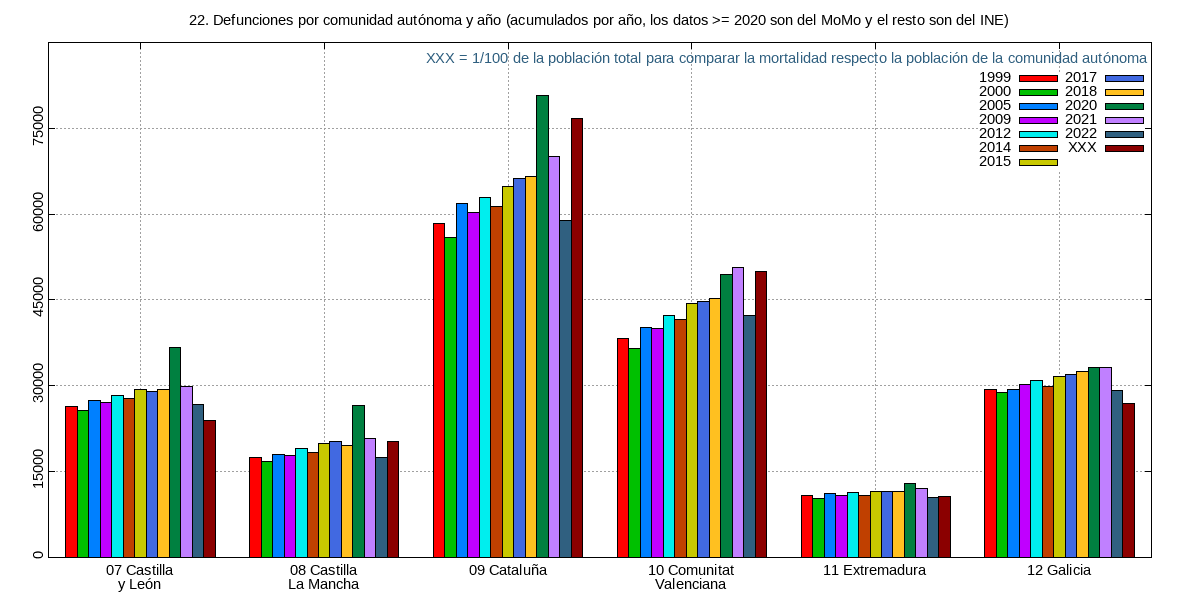 22. Defunciones por comunidad autónoma y año (acumulados por año, los datos >= 2020 son del MoMo y el resto son del INE)
XXX = 1/100 de la población total para comparar la mortalidad respecto la población de la comunidad autónoma
1999 2017
2000 2018
2005 2020
2009 2021
2012 2022
2014 XXX
2015
75000
60000
45000
30000
15000
0
07 Castilla
y León
08 Castilla
La Mancha
09 Cataluña
10 Comunitat
Valenciana
11 Extremadura
12 Galicia